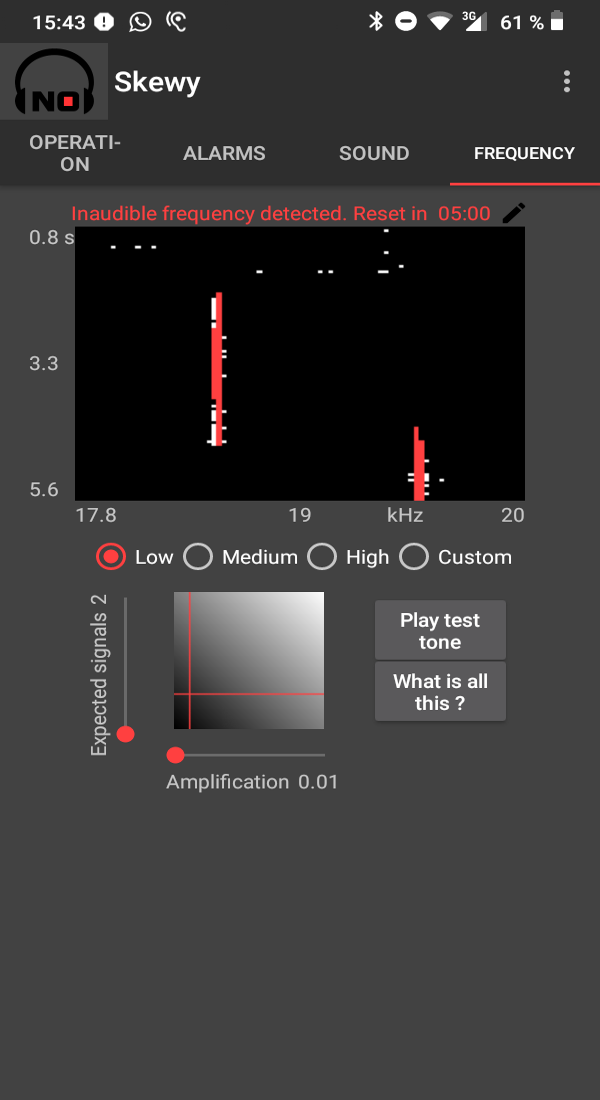 15:43 3G 61 %
NO Skewy
OPERATI-
ON ALARMS SOUND FREQUENCY
Inaudible frequency detected. Reset in 05:00
0.8 s
3.3
5.6
17.8 19 kHz 20
Low Medium High Custom
Expected signals 2
Play test
tone
What is all
this ?
Amplification 0.01